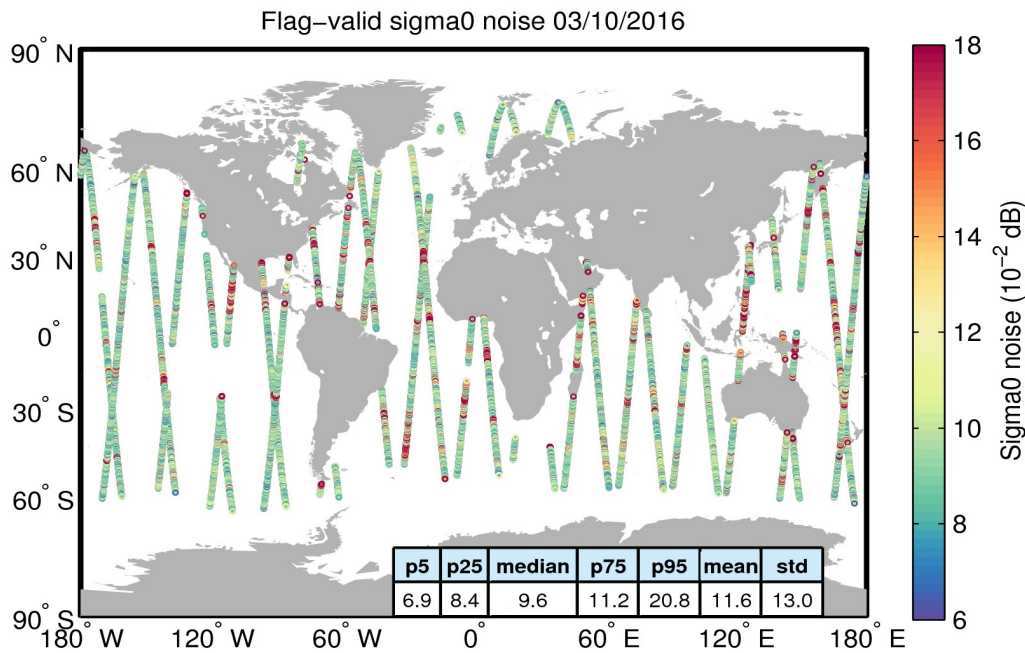 Flag−valid sigma0 noise 03/10/2016
90° N
60° N
30° N
0°
30° S
60° S
90° S
180° W
120° W
60° W
0°
60° E
120° E
180° E
p5 p25 median p75 p95 mean std
6.9 8.4 9.6 11.2 20.8 11.6 13.0
18
16
14
12
10
8
6
Sigma0 noise (10⁻² dB)